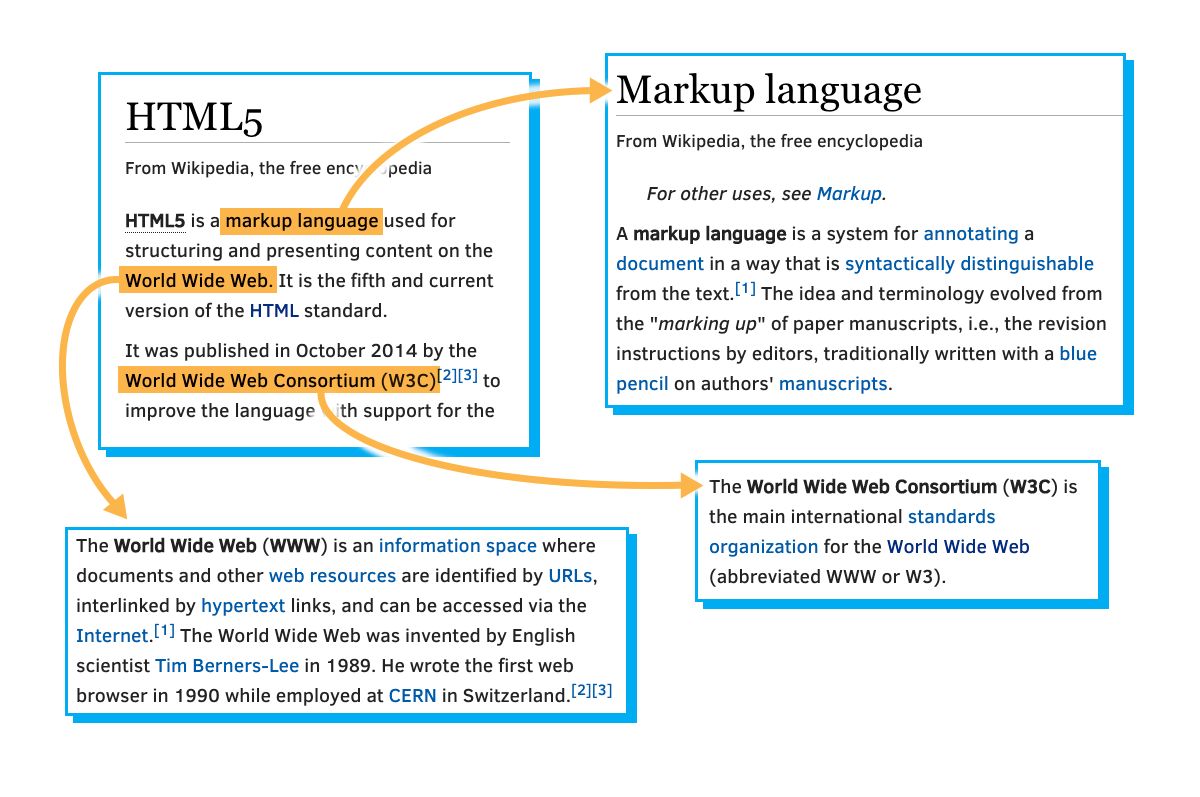 HTML5
From Wikipedia, the free encyclopedia
HTML5 is a markup language used for
structuring and presenting content on the
World Wide Web. It is the fifth and current
version of the HTML standard.
It was published in October 2014 by the
World Wide Web Consortium (W3C)[2][3] to
improve the language with support for the
Markup language
From Wikipedia, the free encyclopedia
For other uses, see Markup.
A markup language is a system for annotating a
document in a way that is syntactically distinguishable
from the text.[1] The idea and terminology evolved from
the "marking up" of paper manuscripts, i.e., the revision
instructions by editors, traditionally written with a blue
pencil on authors' manuscripts.
The World Wide Web Consortium (W3C) is
the main international standards
organization for the World Wide Web
(abbreviated WWW or W3).
The World Wide Web (WWW) is an information space where
documents and other web resources are identified by URLs,
interlinked by hypertext links, and can be accessed via the
Internet.[1] The World Wide Web was invented by English
scientist Tim Berners-Lee in 1989. He wrote the first web
browser in 1990 while employed at CERN in Switzerland.[2][3]